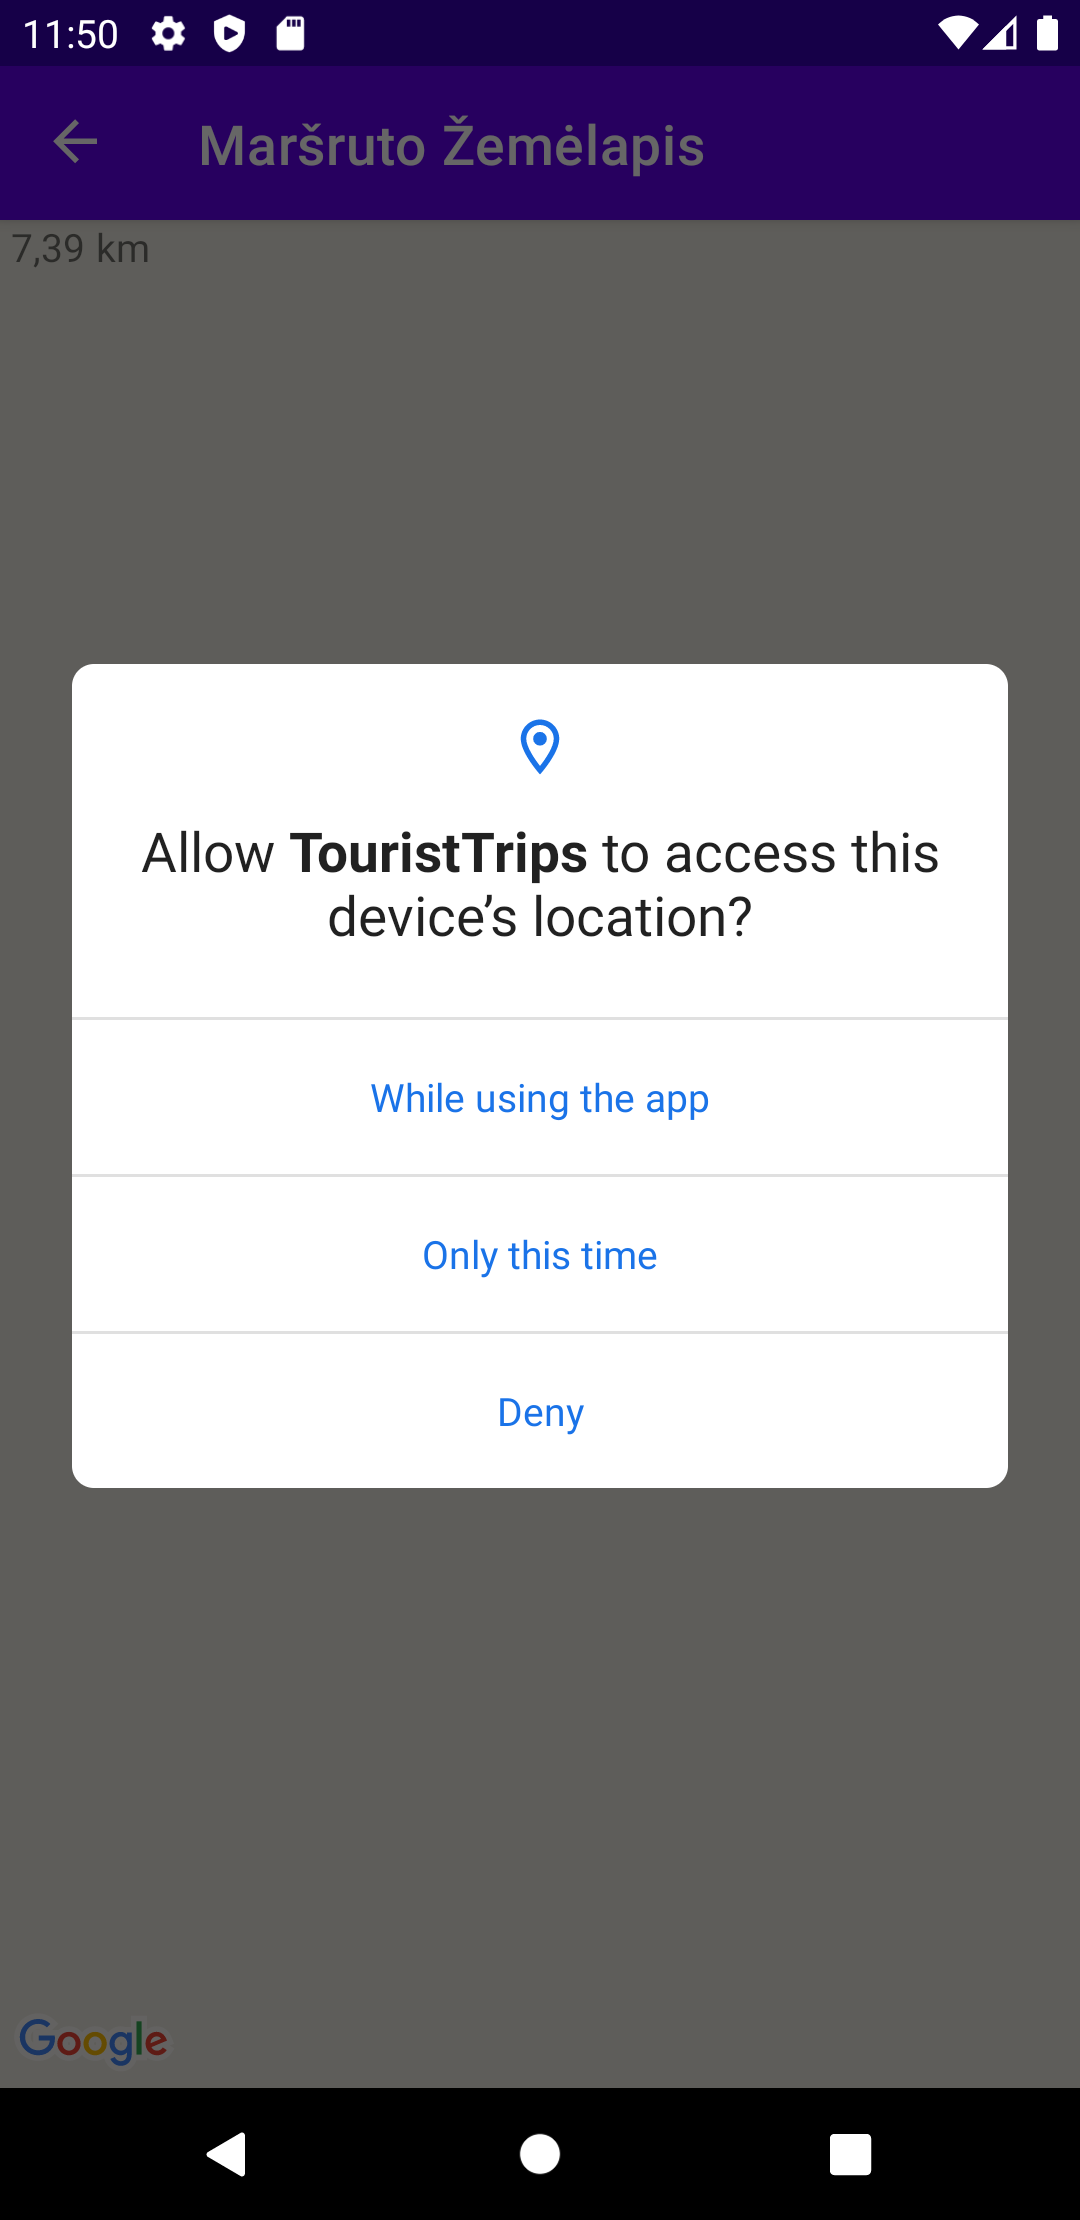 11:50
Maršruto Žemėlapis
7,39 km
Allow TouristTrips to access this
device’s location?
While using the app
Only this time
Deny
Google